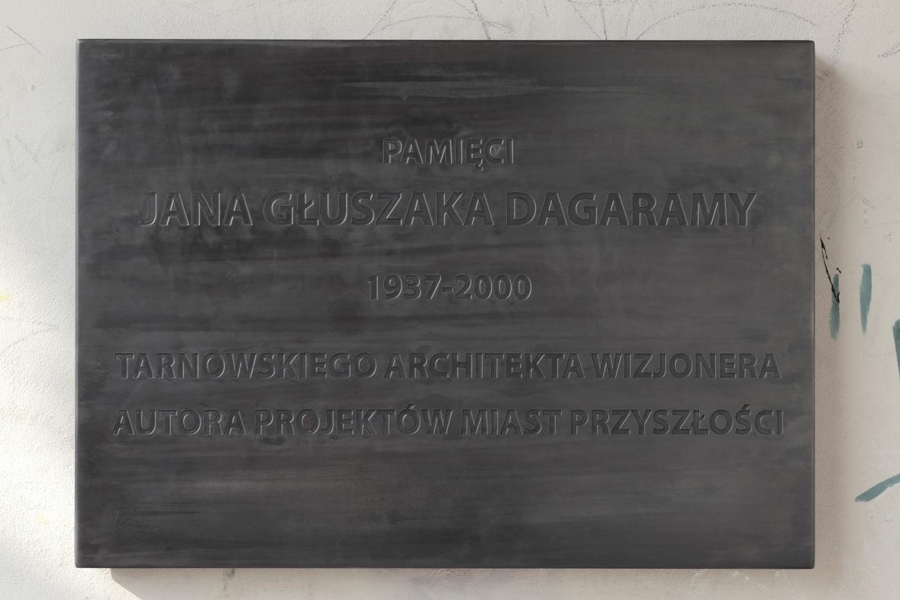 PAMIĘCI
JANA GŁUSZAKA DAGARAMY
1937-2000
TARNOWSKIEGO ARCHITEKTA WIZJONERA
AUTORA PROJEKTÓW MIAST PRZYSZŁOŚCI